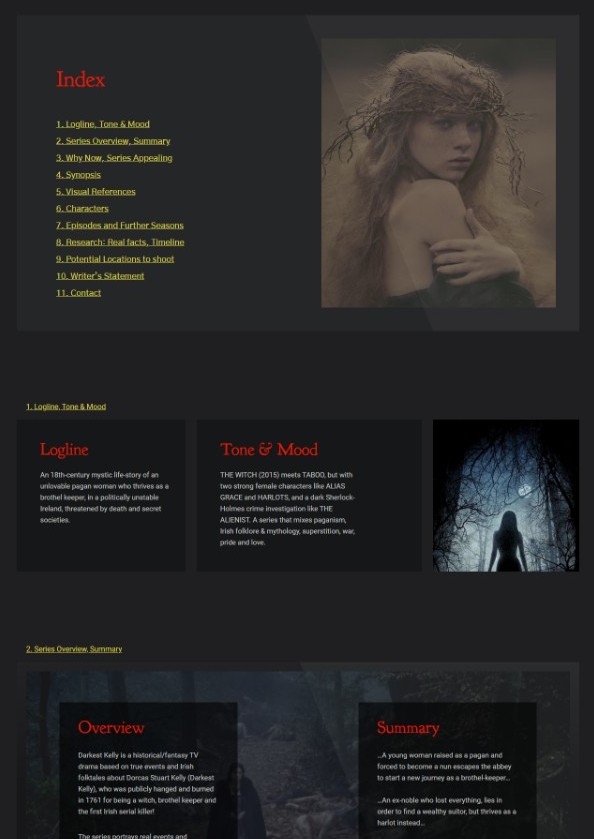 Index
1. Logline, Tone & Mood
2. Series Overview, Summary
3. Why Now, Series Appealing
4. Synopsis
5. Visual References
6. Characters
7. Episodes and Further Seasons
8. Research: Real facts, Timeline
9. Potential Locations to shoot
10. Writer's Statement
11. Contact
1. Logline, Tone & Mood
Logline
An 18th-century mystic life-story of an
unlovable pagan woman who thrives as a
brothel keeper, in a politically unstable
Ireland, threatened by death and secret
societies.
Tone & Mood
THE WITCH (2015) meets TABOO, but with
two strong female characters like ALIAS
GRACE and HARLOTS, and a dark Sherlock-
Holmes crime investigation like THE
ALIENIST. A series that mixes paganism,
Irish folklore & mythology, superstition, war,
pride and love.
2. Series Overview, Summary
Overview
Darkest Kelly is a historical/fantasy TV
drama based on true events and Irish
folktales about Dorcas Stuart Kelly (Darkest
Kelly), who was publicly hanged and burned
in 1761 for being a witch, brothel keeper and
the first Irish serial killer!
The series portrays real events and
Summary
...A young woman raised as a pagan and
forced to become a nun escapes the abbey
to start a new journey as a brothel-keeper...
...An ex-noble who lost everything, lies in
order to find a wealthy suitor, but thrives as a
harlot instead...